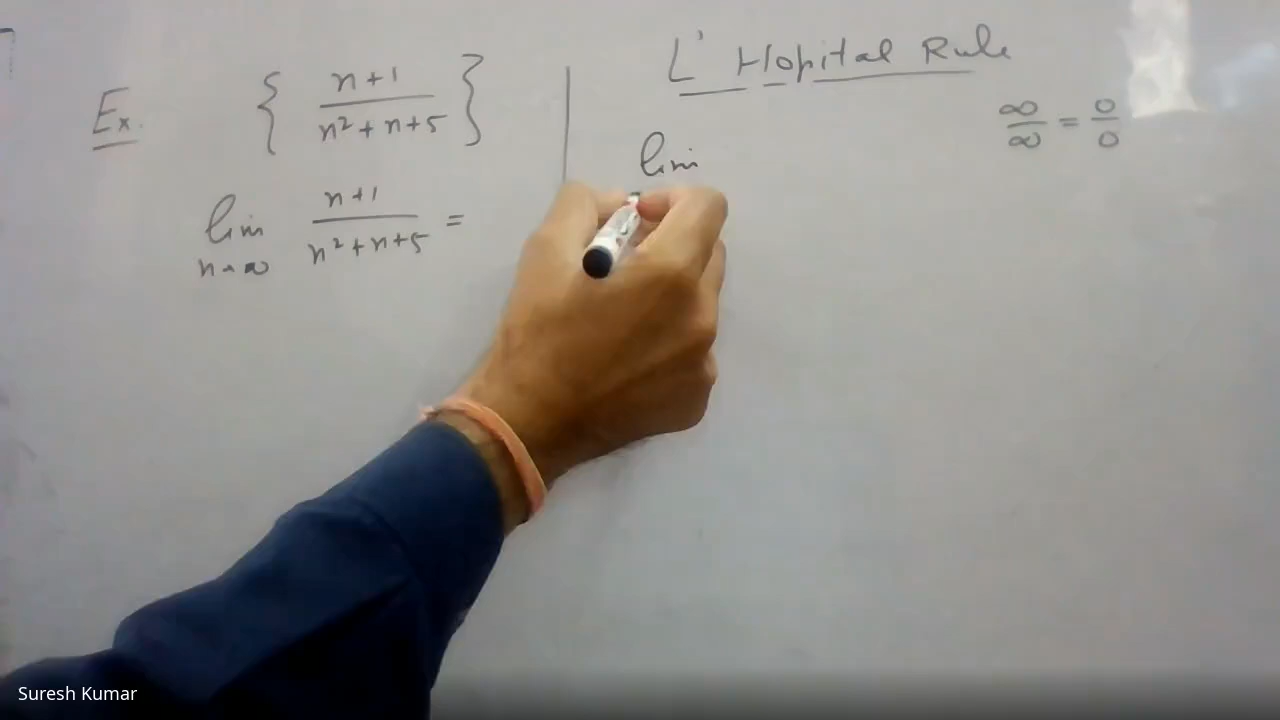 Ex. { n+1 / n² + n + 5 }
lim n→∞ n+1 / n² + n + 5 =
L' Hopital Rule
∞/∞ = 0/0
lim
Suresh Kumar